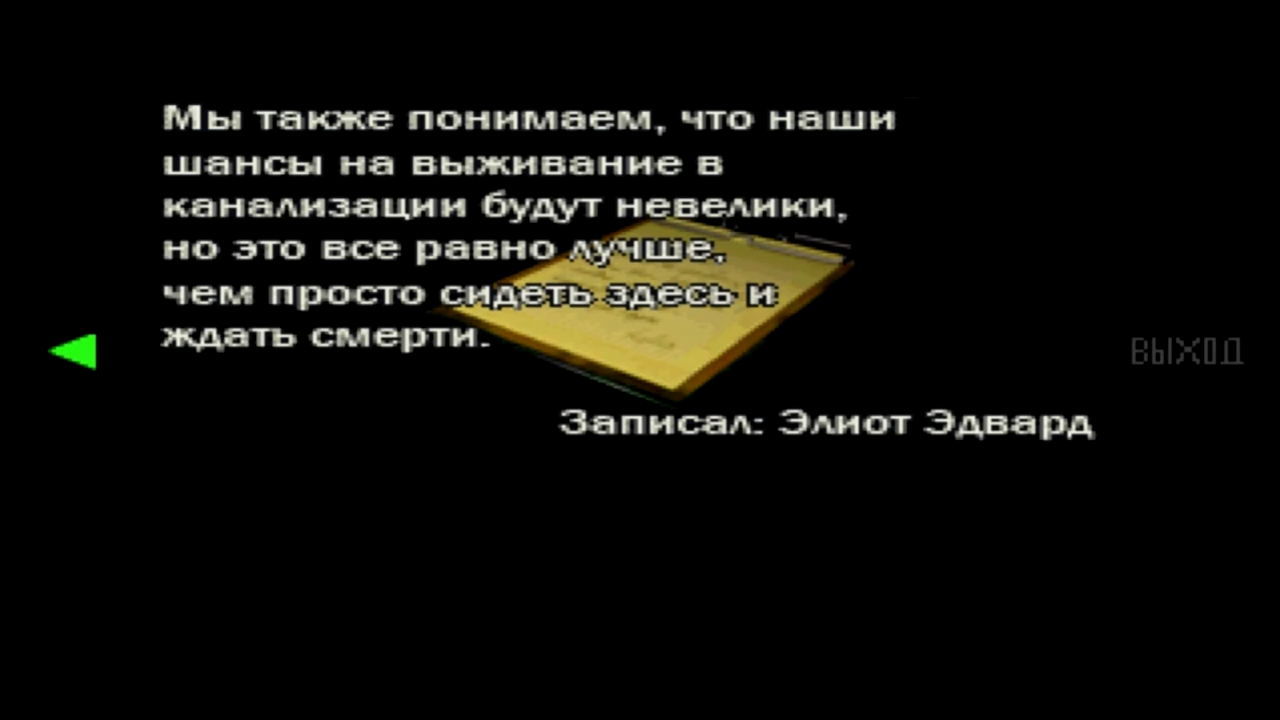 Мы также понимаем, что наши
шансы на выживание в
канализации будут невелики,
но это все равно лучше,
чем просто сидеть здесь и
ждать смерти.
ВЫХОД
Записал: Элиот Эдвард